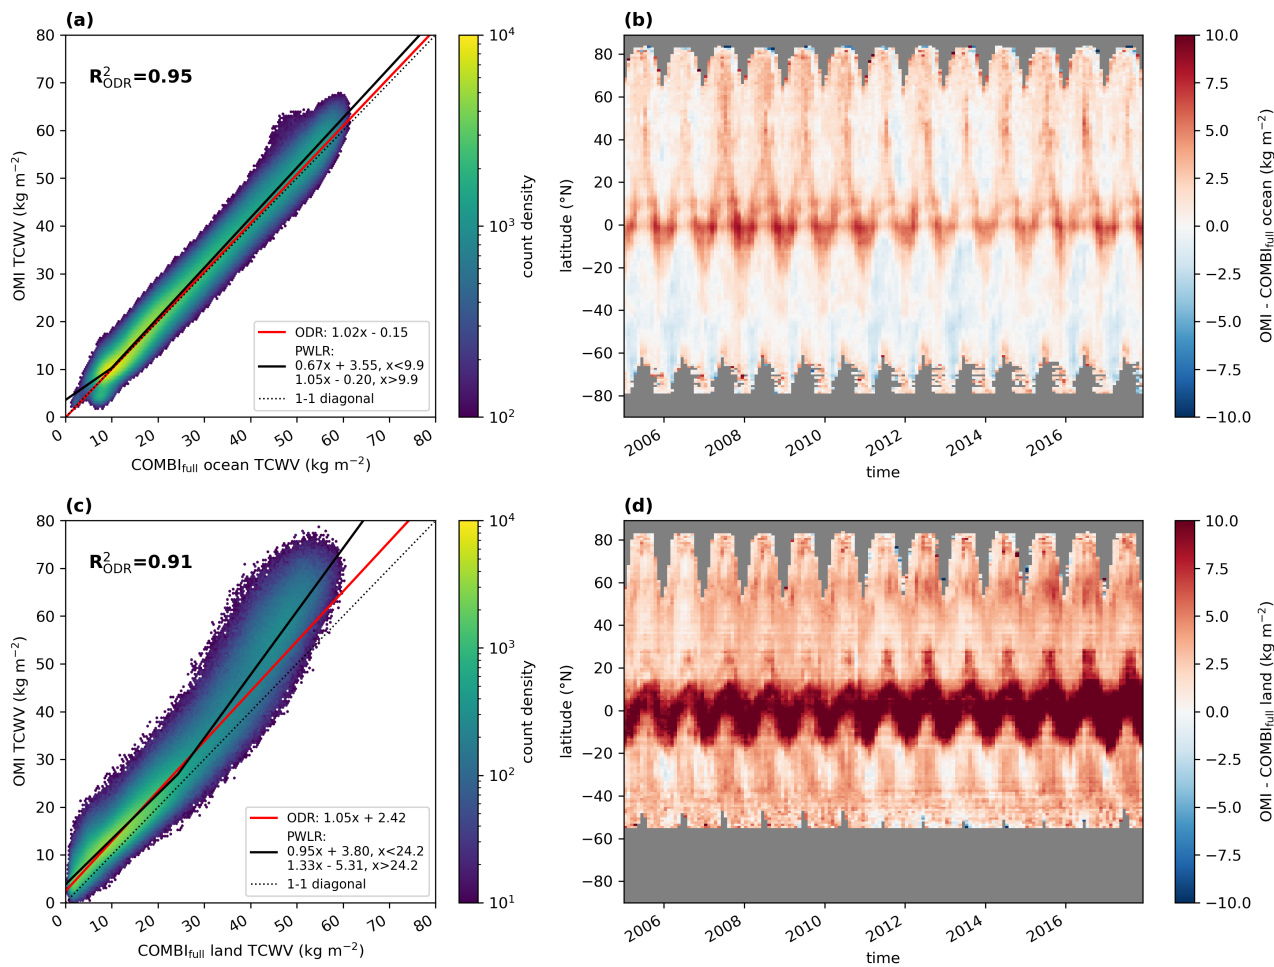 (a)
R²ODR=0.95
OMI TCWV (kg m⁻²)
80
70
60
50
40
30
20
10
0
ODR: 1.02x - 0.15
PWLR:
0.67x + 3.55, x<9.9
1.05x - 0.20, x>9.9
1-1 diagonal
0 10 20 30 40 50 60 70 80
COMBIfull ocean TCWV (kg m⁻²)
10⁴
10³
10²
count density
(b)
latitude (°N)
80
60
40
20
0
−20
−40
−60
−80
2006 2008 2010 2012 2014 2016
time
10.0
7.5
5.0
2.5
0.0
−2.5
−5.0
−7.5
−10.0
OMI - COMBIfull ocean (kg m⁻²)
(c)
R²ODR=0.91
OMI TCWV (kg m⁻²)
80
70
60
50
40
30
20
10
0
ODR: 1.05x + 2.42
PWLR:
0.95x + 3.80, x<24.2
1.33x - 5.31, x>24.2
1-1 diagonal
0 10 20 30 40 50 60 70 80
COMBIfull land TCWV (kg m⁻²)
10⁴
10³
10²
10¹
count density
(d)
latitude (°N)
80
60
40
20
0
−20
−40
−60
−80
2006 2008 2010 2012 2014 2016
time
10.0
7.5
5.0
2.5
0.0
−2.5
−5.0
−7.5
−10.0
OMI - COMBIfull land (kg m⁻²)